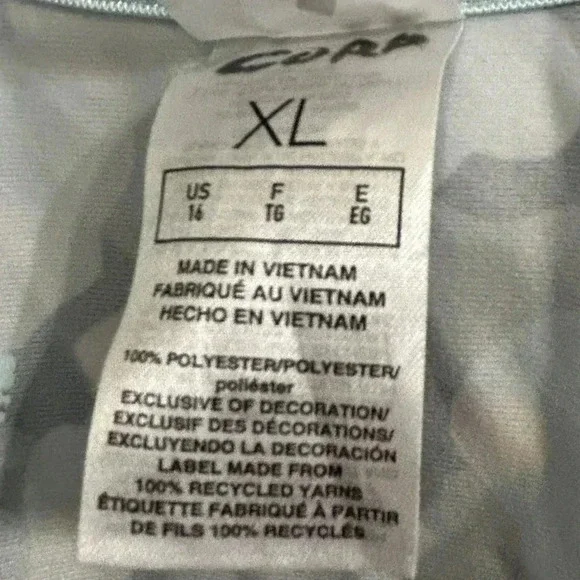 XL
US F E
16 TG EG
MADE IN VIETNAM
FABRIQUÉ AU VIETNAM
HECHO EN VIETNAM
100% POLYESTER/POLYESTER/
poliéster
EXCLUSIVE OF DECORATION/
EXCLUSIF DES DÉCORATIONS/
EXCLUYENDO LA DECORACIÓN
LABEL MADE FROM
100% RECYCLED YARNS
ÉTIQUETTE FABRIQUÉ À PARTIR
DE FILS 100% RECYCLÉS